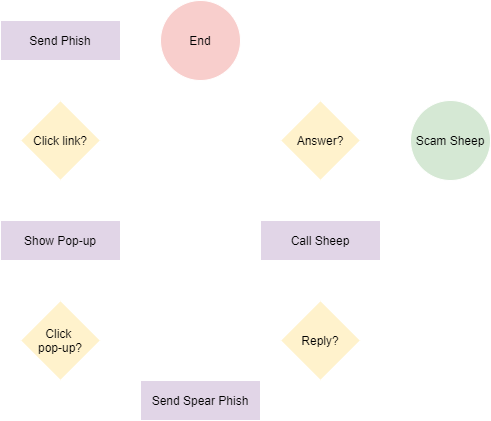 Send Phish
End
Click link?
Answer?
Scam Sheep
Show Pop-up
Call Sheep
Click
pop-up?
Reply?
Send Spear Phish